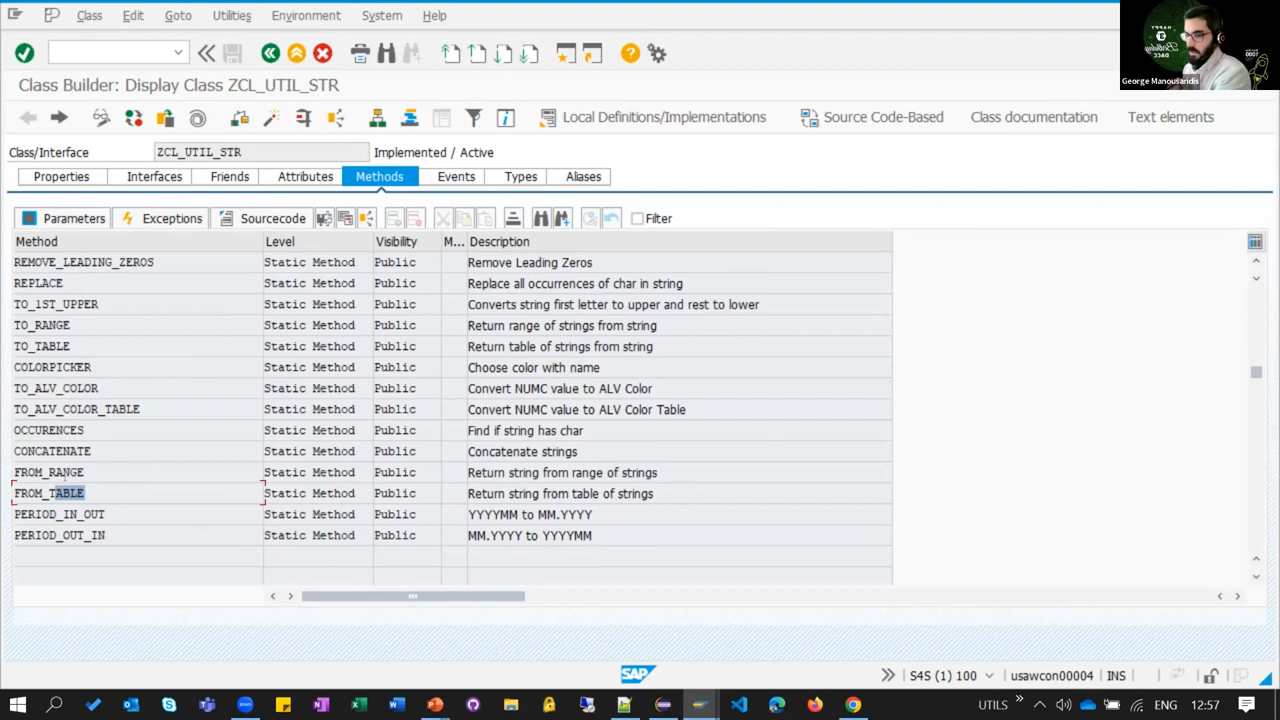 Class Edit Goto Utilities Environment System Help
Class Builder: Display Class ZCL_UTIL_STR
Local Definitions/Implementations Source Code-Based Class documentation Text elements
Class/Interface ZCL_UTIL_STR Implemented / Active
Properties Interfaces Friends Attributes Methods Events Types Aliases
Parameters Exceptions Sourcecode Filter
Method Level Visibility M... Description
REMOVE_LEADING_ZEROS Static Method Public Remove Leading Zeros
REPLACE Static Method Public Replace all occurrences of char in string
TO_1ST_UPPER Static Method Public Converts string first letter to upper and rest to lower
TO_RANGE Static Method Public Return range of strings from string
TO_TABLE Static Method Public Return table of strings from string
COLORPICKER Static Method Public Choose color with name
TO_ALV_COLOR Static Method Public Convert NUMC value to ALV Color
TO_ALV_COLOR_TABLE Static Method Public Convert NUMC value to ALV Color Table
OCCURENCES Static Method Public Find if string has char
CONCATENATE Static Method Public Concatenate strings
FROM_RANGE Static Method Public Return string from range of strings
FROM_TABLE Static Method Public Return string from table of strings
PERIOD_IN_OUT Static Method Public YYYYMM to MM.YYYY
PERIOD_OUT_IN Static Method Public MM.YYYY to YYYYMM
SAP S4S (1) 100 usawcon00004 INS
UTILS ENG 12:57
George Manousaridis